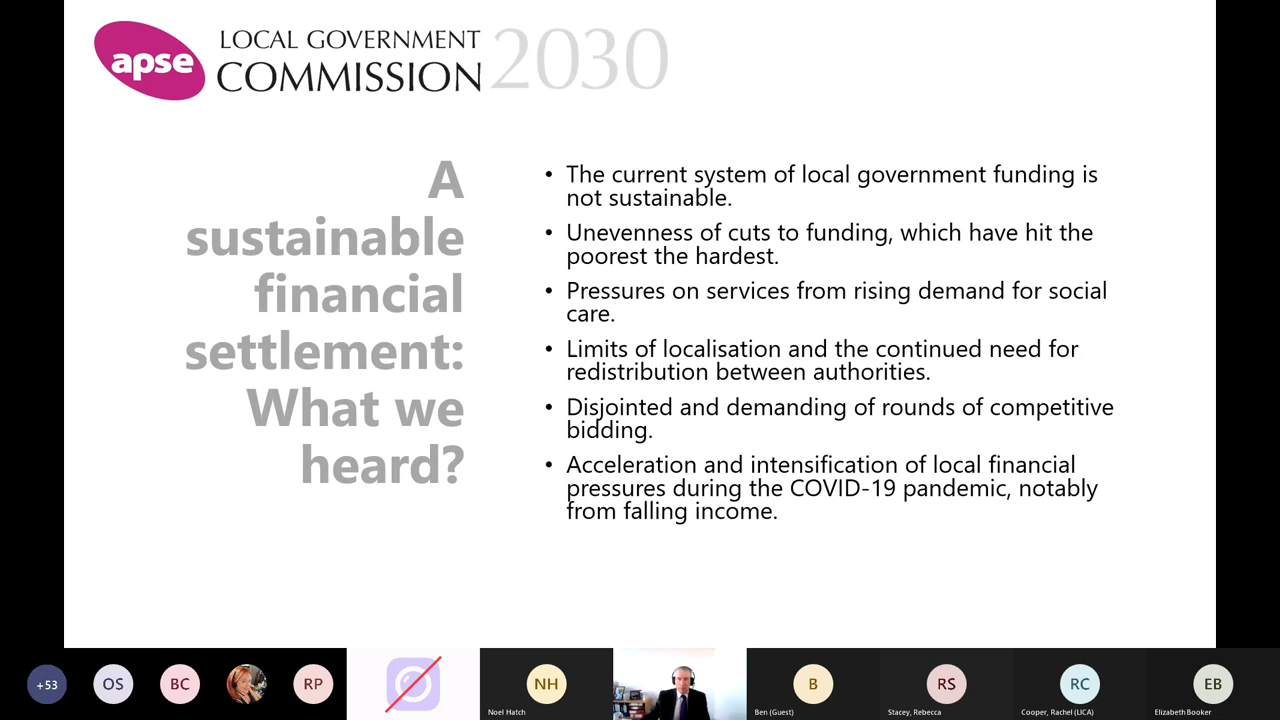 apse
LOCAL GOVERNMENT
COMMISSION
2030
A
sustainable
financial
settlement:
What we
heard?
• The current system of local government funding is
not sustainable.
• Unevenness of cuts to funding, which have hit the
poorest the hardest.
• Pressures on services from rising demand for social
care.
• Limits of localisation and the continued need for
redistribution between authorities.
• Disjointed and demanding of rounds of competitive
bidding.
• Acceleration and intensification of local financial
pressures during the COVID-19 pandemic, notably
from falling income.
+53
OS
BC
RP
NH
Noel Hatch
B
Ben (Guest)
RS
Stacey, Rebecca
RC
Cooper, Rachel (LICA)
EB
Elizabeth Booker